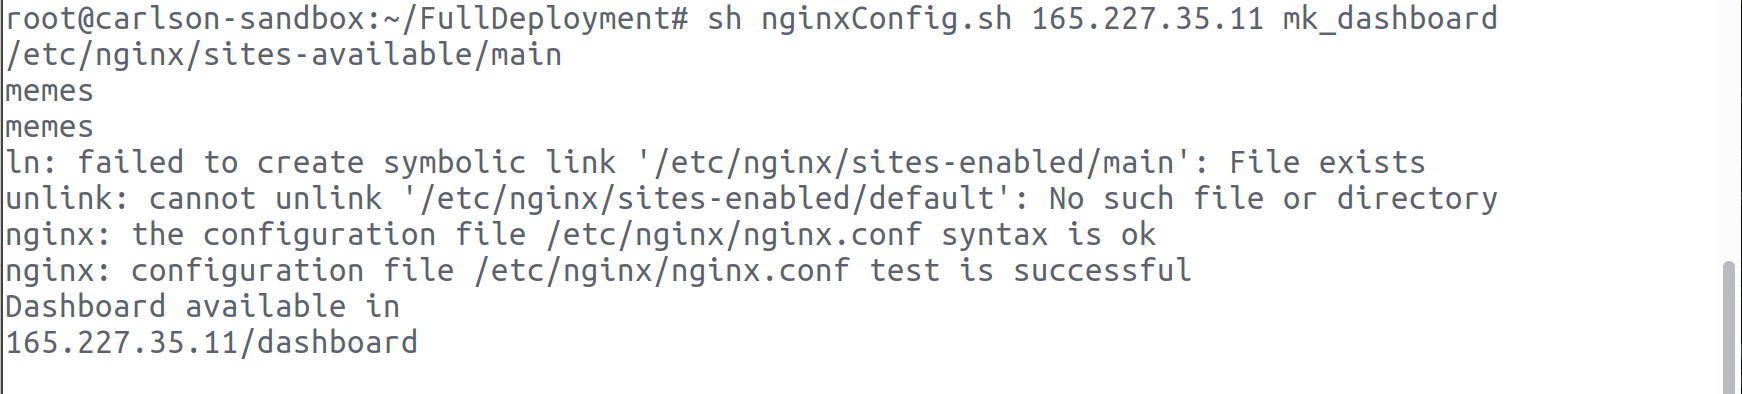 root@carlson-sandbox:~/FullDeployment# sh nginxConfig.sh 165.227.35.11 mk_dashboard
/etc/nginx/sites-available/main
memes
memes
ln: failed to create symbolic link '/etc/nginx/sites-enabled/main': File exists
unlink: cannot unlink '/etc/nginx/sites-enabled/default': No such file or directory
nginx: the configuration file /etc/nginx/nginx.conf syntax is ok
nginx: configuration file /etc/nginx/nginx.conf test is successful
Dashboard available in
165.227.35.11/dashboard